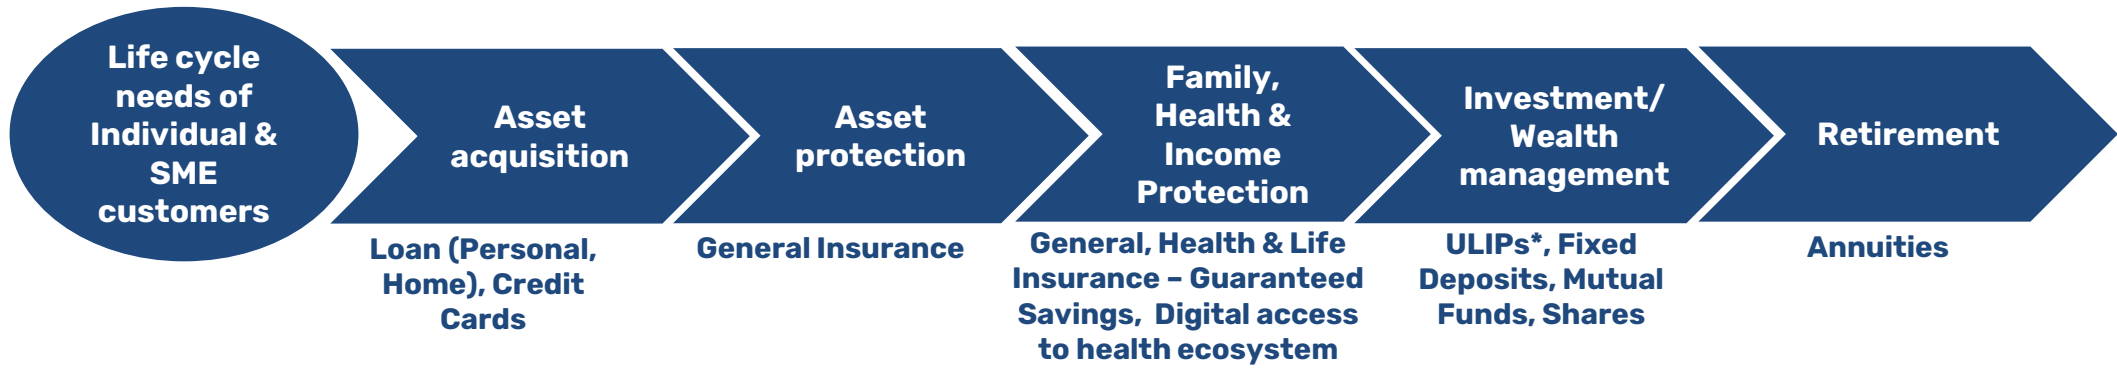 Life cycle
needs of
Individual &
SME
customers
Asset
acquisition
Loan (Personal,
Home), Credit
Cards
Asset
protection
General Insurance
Family,
Health &
Income
Protection
General, Health & Life
Insurance – Guaranteed
Savings, Digital access
to health ecosystem
Investment/
Wealth
management
ULIPs*, Fixed
Deposits, Mutual
Funds, Shares
Retirement
Annuities